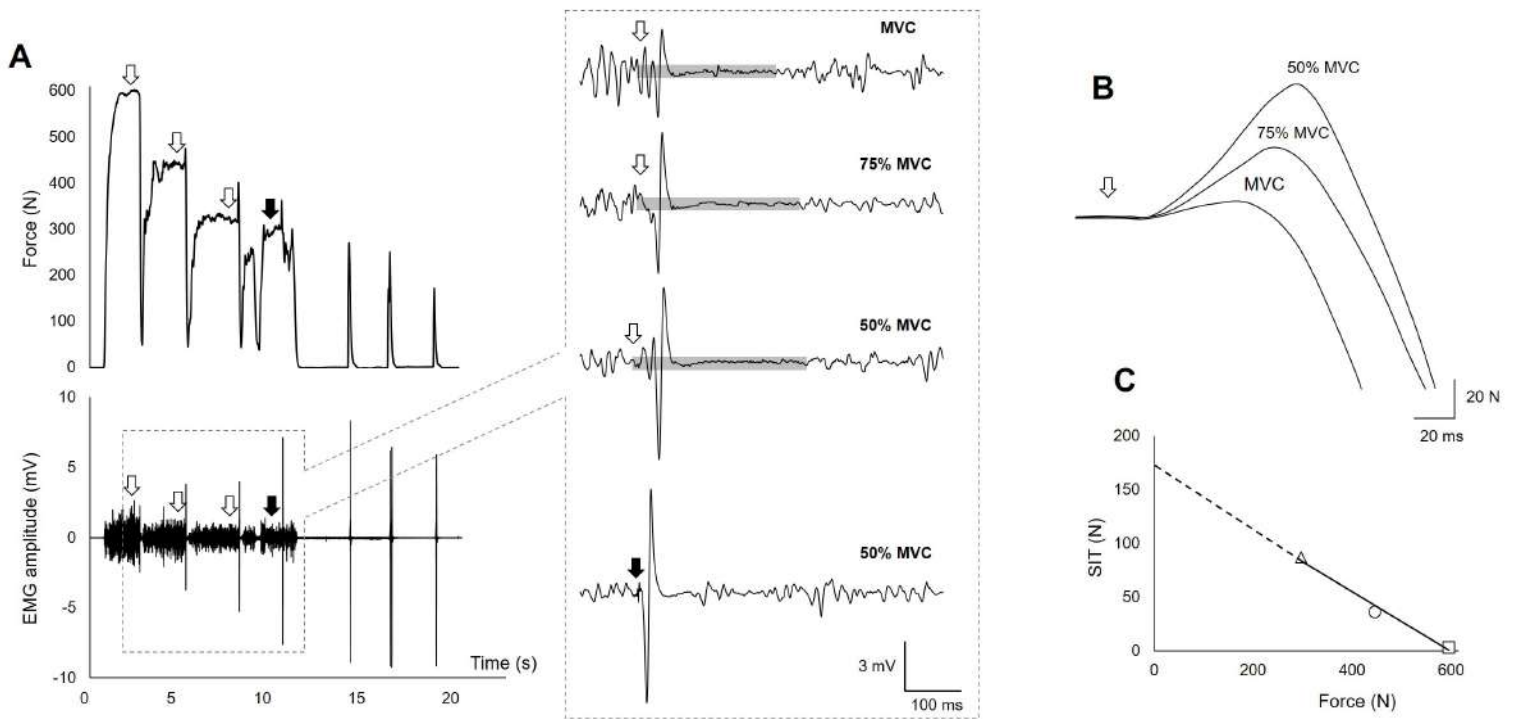 A
Force (N)
600
500
400
300
200
100
0
EMG amplitude (mV)
10
5
0
-5
-10
Time (s)
0 5 10 15 20
MVC
75% MVC
50% MVC
50% MVC
3 mV
100 ms
B
50% MVC
75% MVC
MVC
20 N
20 ms
C
SIT (N)
200
150
100
50
0
0 200 400 600
Force (N)